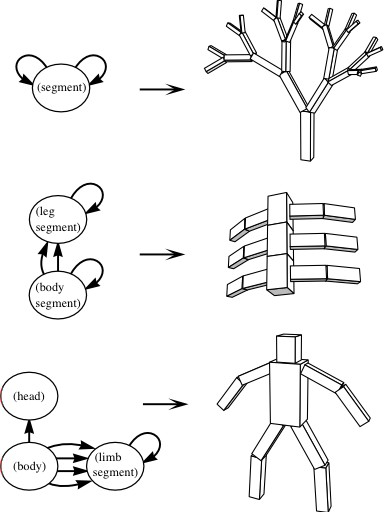 (segment)
(leg
segment)
(body
segment)
(head)
(body)
(limb
segment)